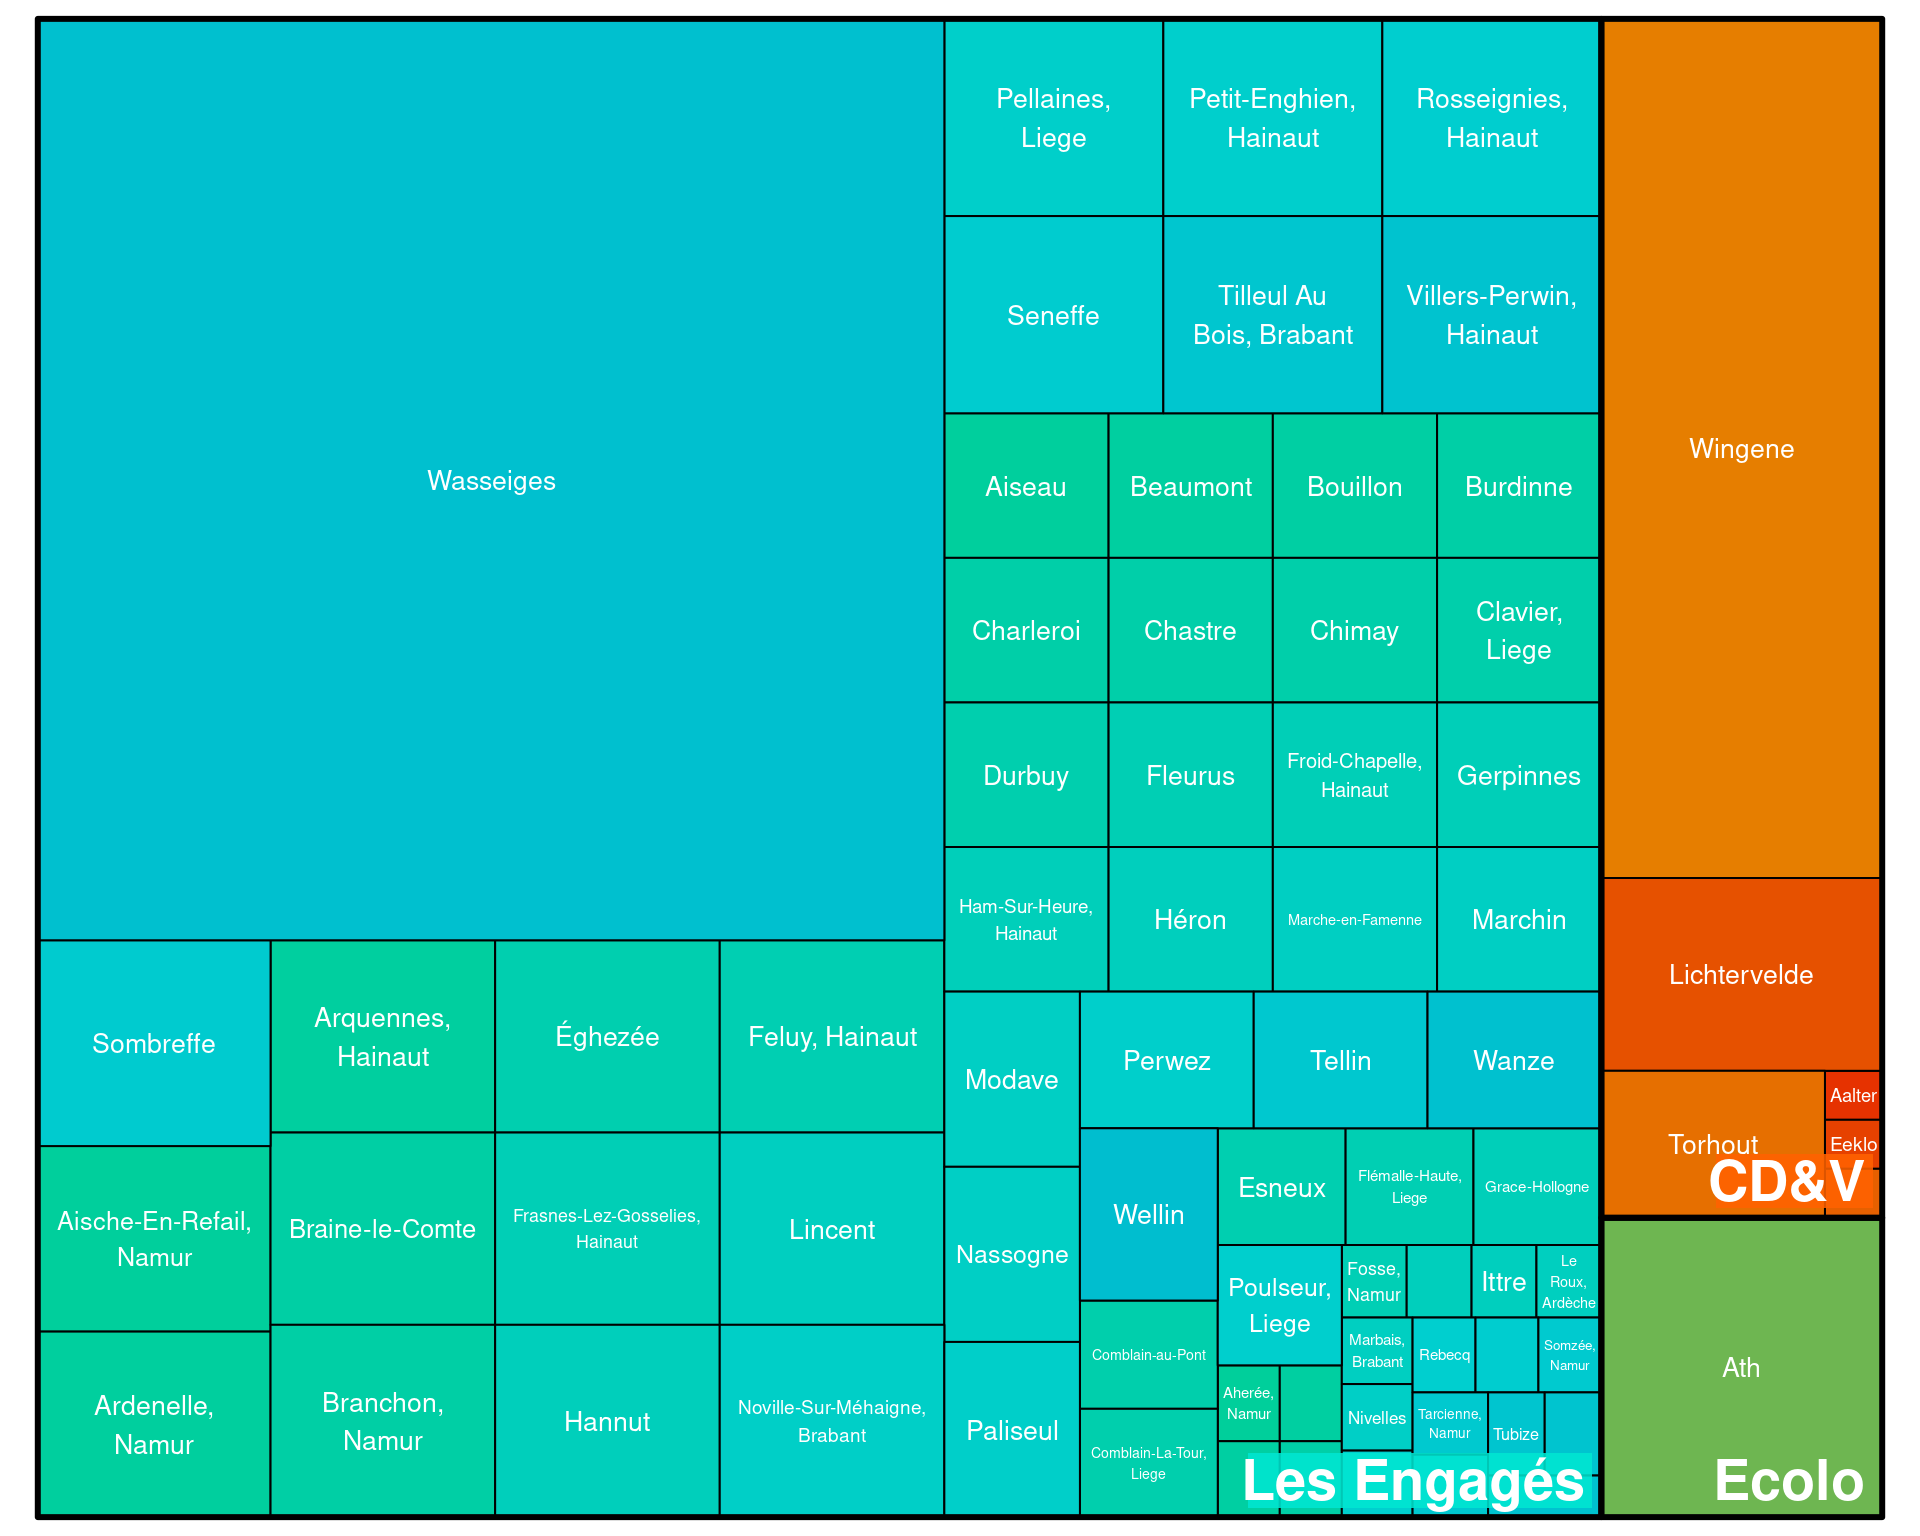 Wasseiges
Pellaines,
Liege
Petit-Enghien,
Hainaut
Rosseignies,
Hainaut
Seneffe
Tilleul Au
Bois, Brabant
Villers-Perwin,
Hainaut
Aiseau
Beaumont
Bouillon
Burdinne
Charleroi
Chastre
Chimay
Clavier,
Liege
Durbuy
Fleurus
Froid-Chapelle,
Hainaut
Gerpinnes
Ham-Sur-Heure,
Hainaut
Héron
Marche-en-Famenne
Marchin
Sombreffe
Arquennes,
Hainaut
Éghezée
Feluy, Hainaut
Aische-En-Refail,
Namur
Braine-le-Comte
Frasnes-Lez-Gosselies,
Hainaut
Lincent
Ardenelle,
Namur
Branchon,
Namur
Hannut
Noville-Sur-Méhaigne,
Brabant
Modave
Nassogne
Paliseul
Perwez
Tellin
Wanze
Wellin
Esneux
Flémalle-Haute,
Liege
Grace-Hollogne
Comblain-au-Pont
Comblain-La-Tour,
Liege
Poulseur,
Liege
Fosse,
Namur
Ittre
Le
Roux,
Ardèche
Marbais,
Brabant
Rebecq
Somzée,
Namur
Aherée,
Namur
Nivelles
Tarcienne,
Namur
Tubize
Les Engagés
Wingene
Lichtervelde
Torhout
Aalter
Eeklo
CD&V
Ath
Ecolo